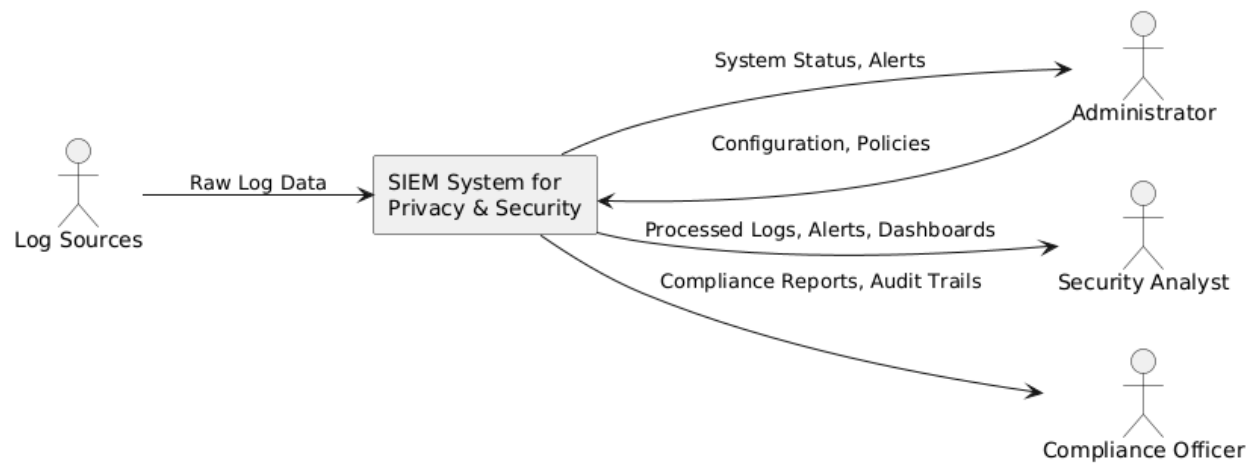 System Status, Alerts
Administrator
Configuration, Policies
Raw Log Data
SIEM System for
Privacy & Security
Log Sources
Processed Logs, Alerts, Dashboards
Security Analyst
Compliance Reports, Audit Trails
Compliance Officer